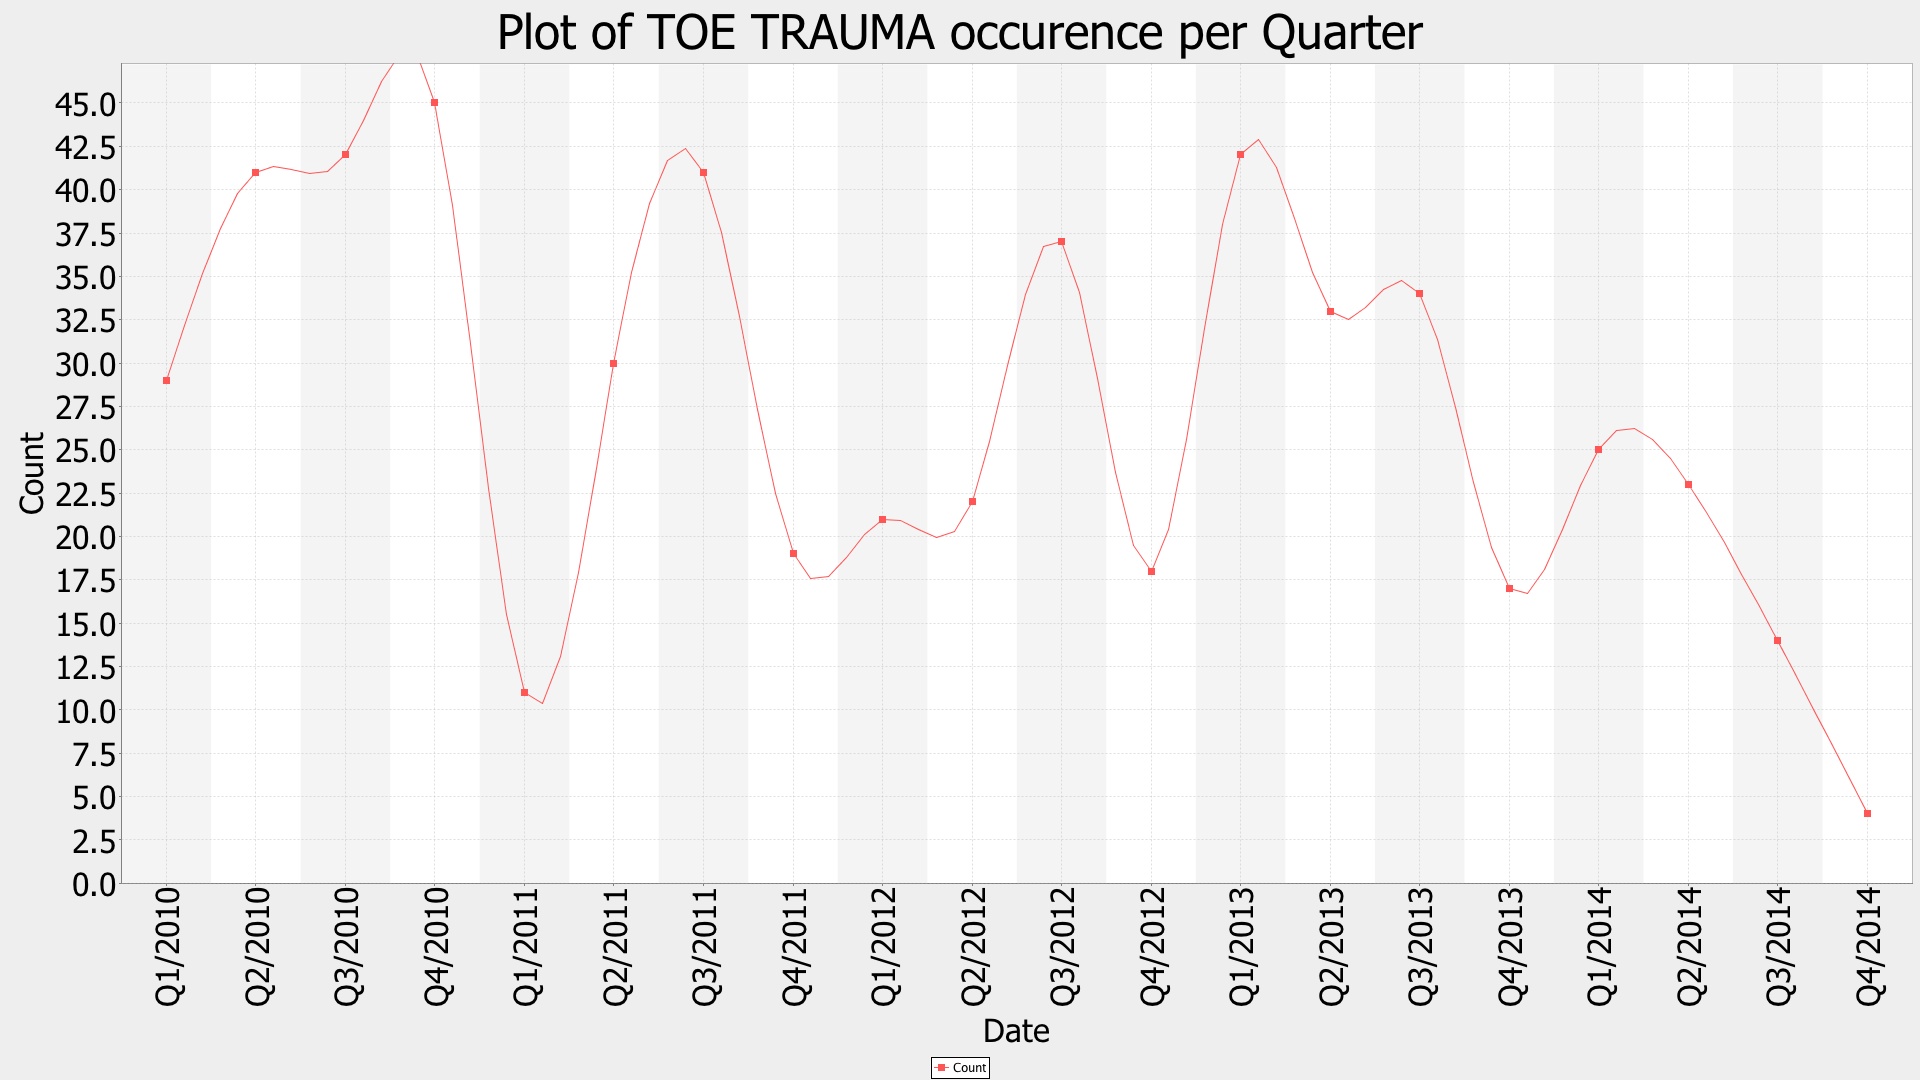 Plot of TOE TRAUMA occurence per Quarter
45.0
42.5
40.0
37.5
35.0
32.5
30.0
27.5
25.0
22.5
20.0
17.5
15.0
12.5
10.0
7.5
5.0
2.5
0.0
Count
Q1/2010
Q2/2010
Q3/2010
Q4/2010
Q1/2011
Q2/2011
Q3/2011
Q4/2011
Q1/2012
Q2/2012
Q3/2012
Q4/2012
Q1/2013
Q2/2013
Q3/2013
Q4/2013
Q1/2014
Q2/2014
Q3/2014
Q4/2014
Date
Count